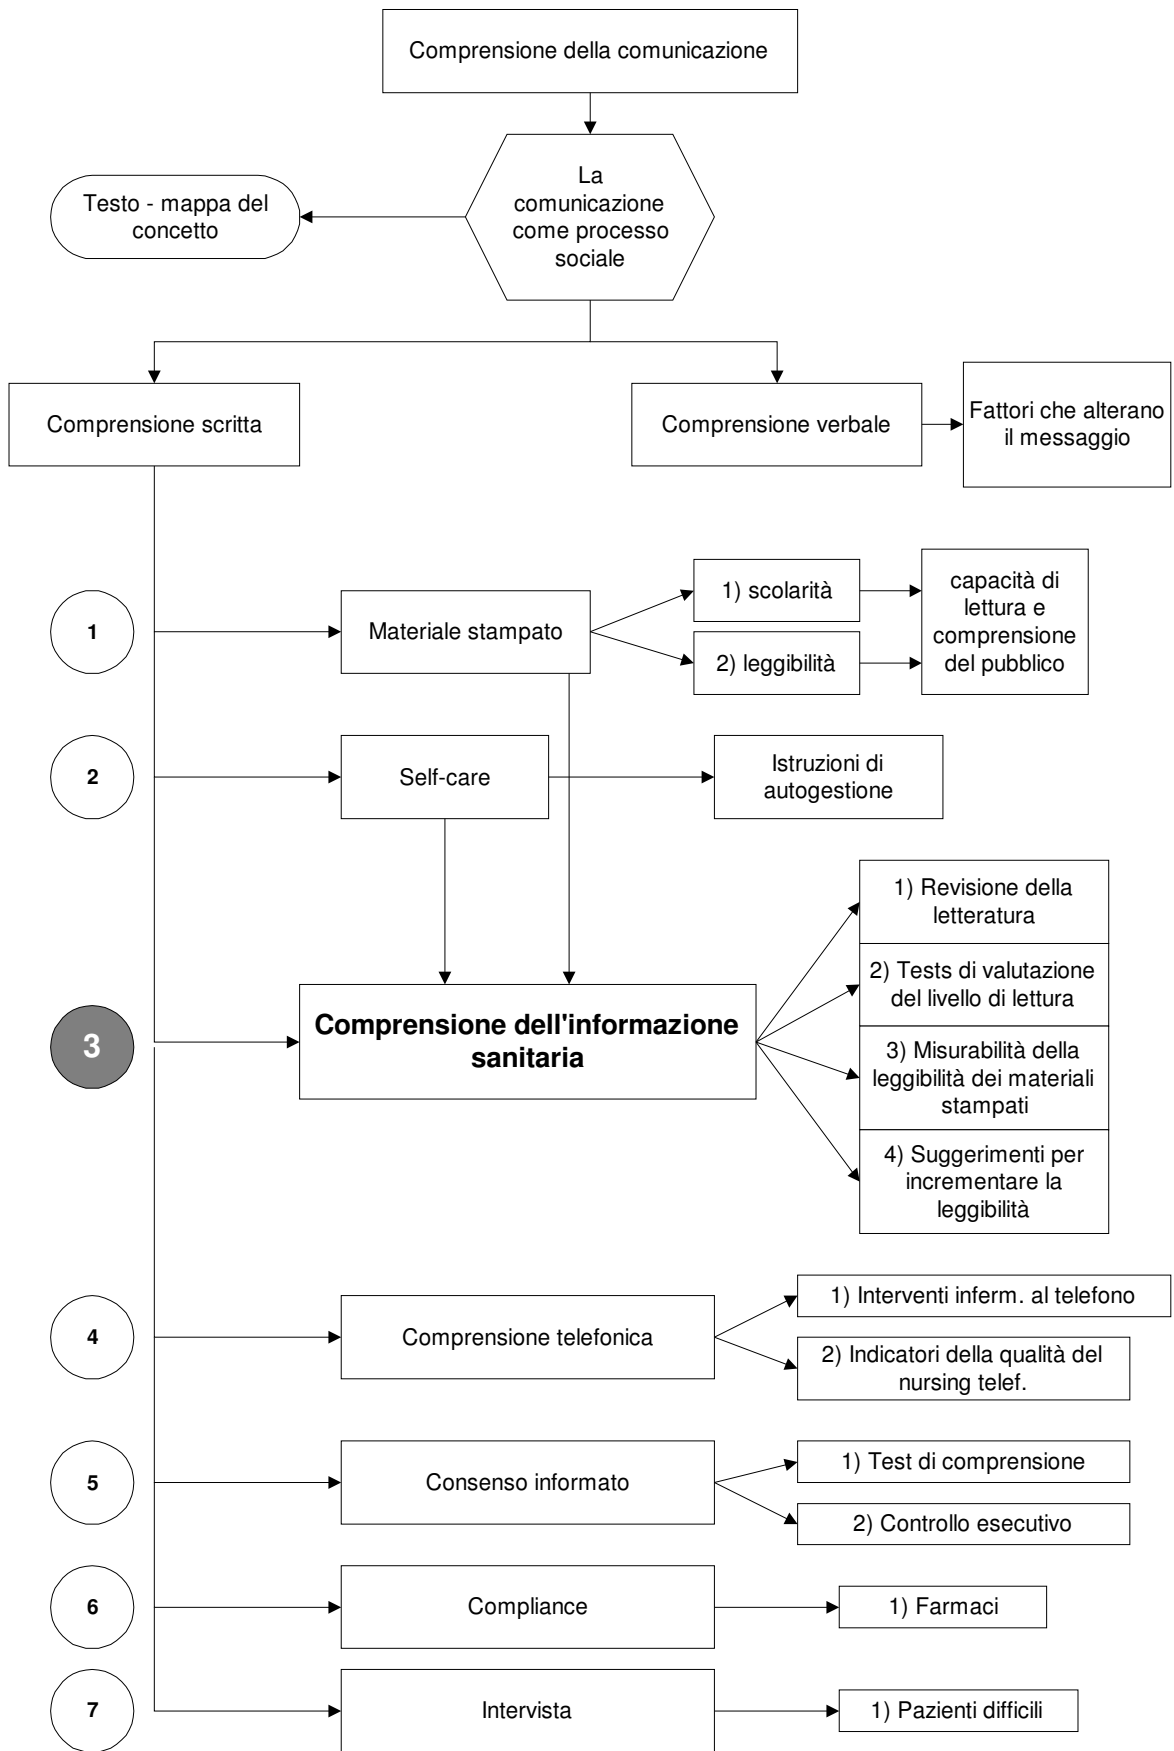 Comprensione della comunicazione
La
comunicazione
come processo
sociale
Testo - mappa del
concetto
Comprensione scritta
Comprensione verbale
Fattori che alterano
il messaggio
1
Materiale stampato
1) scolarità
2) leggibilità
capacità di
lettura e
comprensione
del pubblico
2
Self-care
Istruzioni di
autogestione
3
Comprensione dell'informazione
sanitaria
1) Revisione della
letteratura
2) Tests di valutazione
del livello di lettura
3) Misurabilità della
leggibilità dei materiali
stampati
4) Suggerimenti per
incrementare la
leggibilità
4
Comprensione telefonica
1) Interventi inferm. al telefono
2) Indicatori della qualità del
nursing telef.
5
Consenso informato
1) Test di comprensione
2) Controllo esecutivo
6
Compliance
1) Farmaci
7
Intervista
1) Pazienti difficili